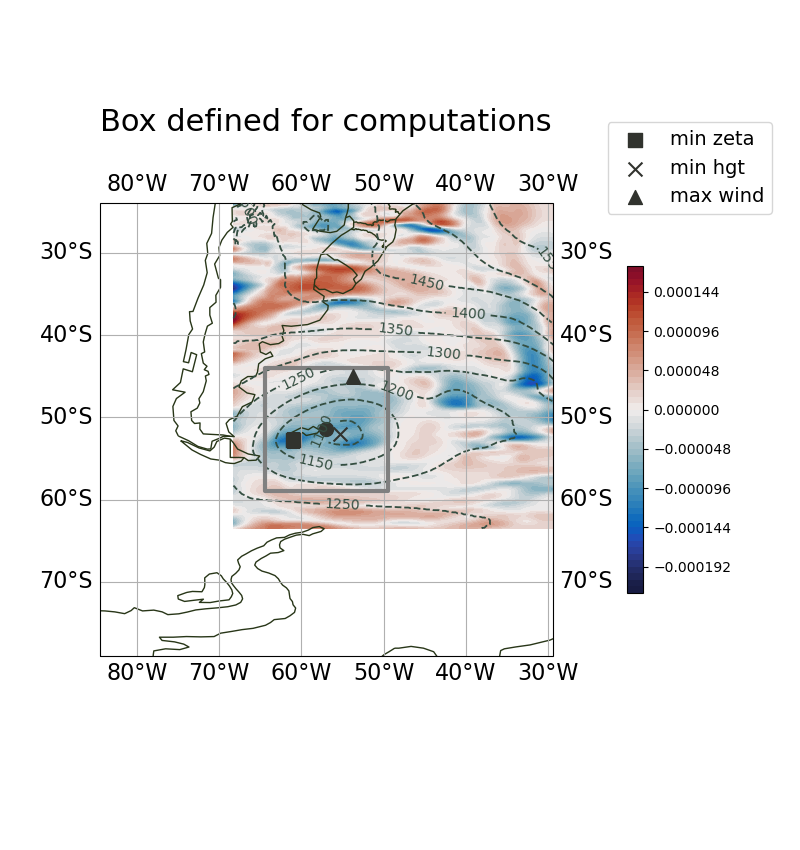 Box defined for computations
min zeta
min hgt
max wind
80°W 70°W 60°W 50°W 40°W 30°W
30°S 30°S
40°S 40°S
50°S 50°S
60°S 60°S
70°S 70°S
80°W 70°W 60°W 50°W 40°W 30°W
1450
1400
1350
1300
1250
1200
1150
1250
0.000144
0.000096
0.000048
0.000000
−0.000048
−0.000096
−0.000144
−0.000192